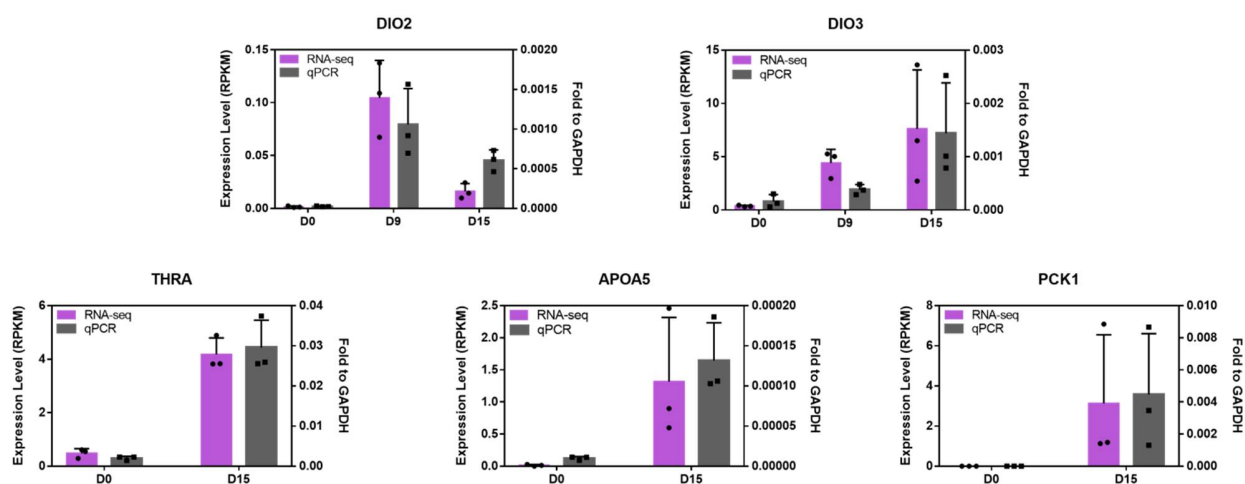 DIO2
Expression Level (RPKM)
0.15
0.10
0.05
0.00
RNA-seq
qPCR
0.0020
0.0015
0.0010
0.0005
0.0000
Fold to GAPDH
D0 D9 D15
DIO3
Expression Level (RPKM)
15
10
5
0
RNA-seq
qPCR
0.003
0.002
0.001
0.000
Fold to GAPDH
D0 D9 D15
THRA
Expression Level (RPKM)
6
4
2
0
RNA-seq
qPCR
0.04
0.03
0.02
0.01
0.00
Fold to GAPDH
D0 D15
APOA5
Expression Level (RPKM)
2.5
2.0
1.5
1.0
0.5
0.0
RNA-seq
qPCR
0.00020
0.00015
0.00010
0.00005
0.00000
Fold to GAPDH
D0 D15
PCK1
Expression Level (RPKM)
8
6
4
2
0
RNA-seq
qPCR
0.010
0.008
0.006
0.004
0.002
0.000
Fold to GAPDH
D0 D15